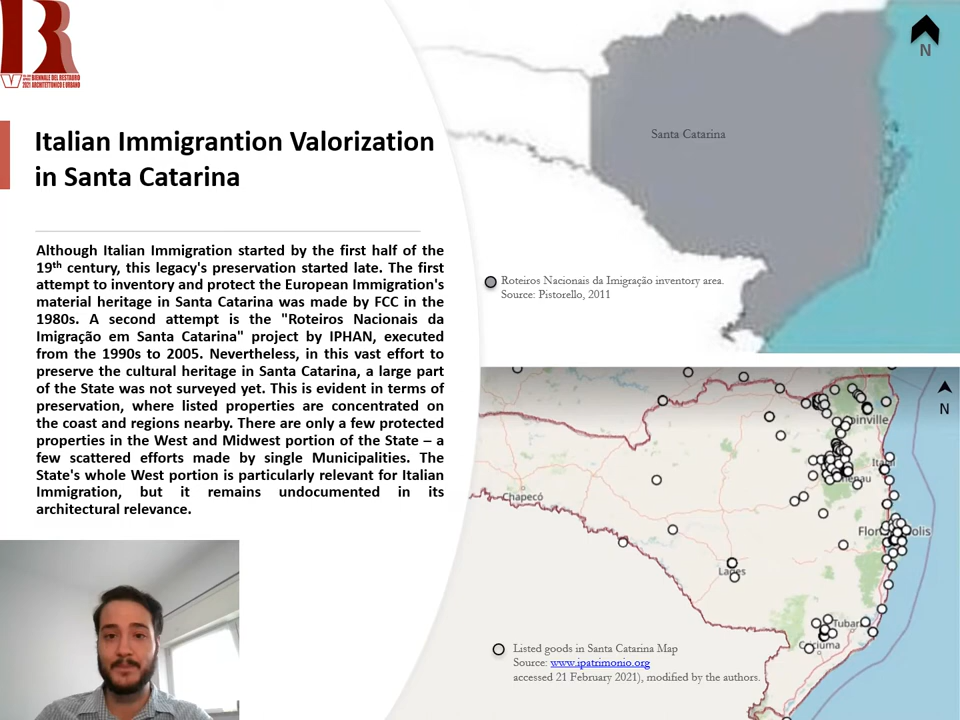 BIENNALE DEL RESTAURO
2021 ARCHITETTONICO E URBANO
N
Italian Immigrantion Valorization
in Santa Catarina
Santa Catarina
Although Italian Immigration started by the first half of the
19th century, this legacy's preservation started late. The first
attempt to inventory and protect the European Immigration's
material heritage in Santa Catarina was made by FCC in the
1980s. A second attempt is the "Roteiros Nacionais da
Imigração em Santa Catarina" project by IPHAN, executed
from the 1990s to 2005. Nevertheless, in this vast effort to
preserve the cultural heritage in Santa Catarina, a large part
of the State was not surveyed yet. This is evident in terms of
preservation, where listed properties are concentrated on
the coast and regions nearby. There are only a few protected
properties in the West and Midwest portion of the State – a
few scattered efforts made by single Municipalities. The
State's whole West portion is particularly relevant for Italian
Immigration, but it remains undocumented in its
architectural relevance.
Roteiros Nacionais da Imigração inventory area.
Source: Pistorello, 2011
N
Chapecó
Lages
Listed goods in Santa Catarina Map
Source: www.ipatrimonio.org
accessed 21 February 2021), modified by the authors.